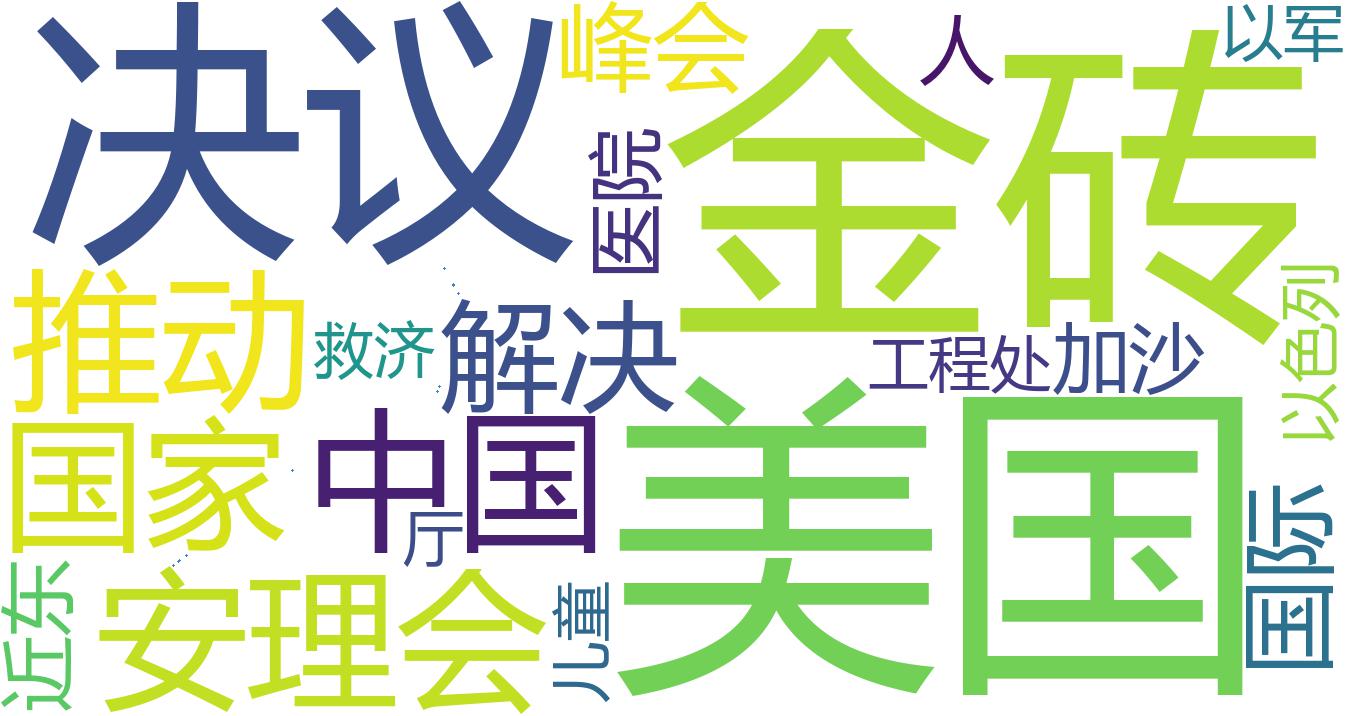 决议
峰会
金砖
人
以军
医院
推动
救济
解决
工程处
加沙
以色列
国家
中国
厅
美国
国际
近东
安理会
儿童